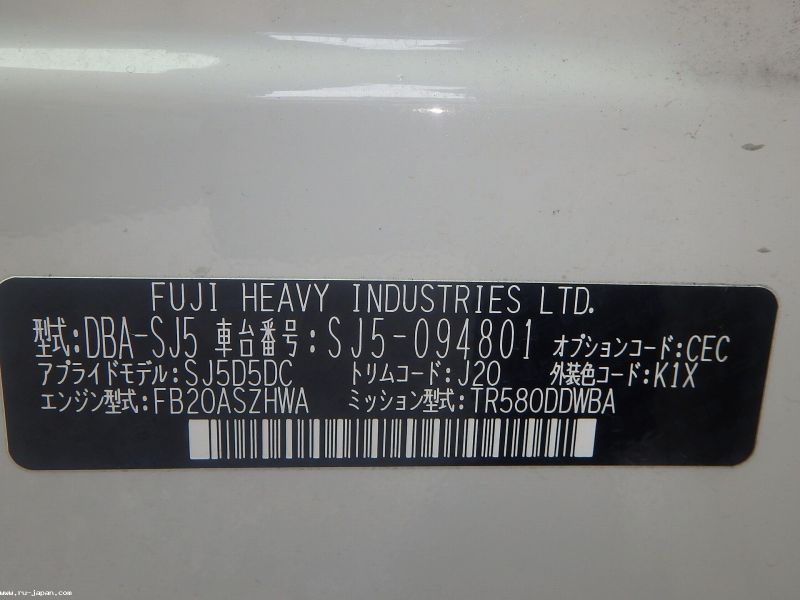 FUJI HEAVY INDUSTRIES LTD.
型式:DBA-SJ5 車台番号:SJ5-094801 オプションコード:CEC
アプライドモデル:SJ5D5DC トリムコード:J20 外装色コード:K1X
エンジン型式:FB20ASZHWA ミッション型式:TR580DDWBA
www.ru-japan.com